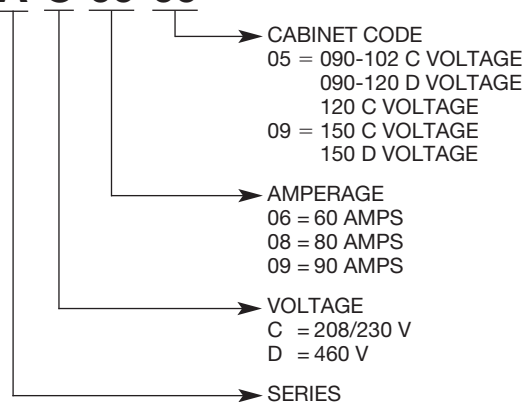 CABINET CODE
05 = 090-102 C VOLTAGE
090-120 D VOLTAGE
120 C VOLTAGE
09 = 150 C VOLTAGE
150 D VOLTAGE
AMPERAGE
06 = 60 AMPS
08 = 80 AMPS
09 = 90 AMPS
VOLTAGE
C = 208/230 V
D = 460 V
SERIES